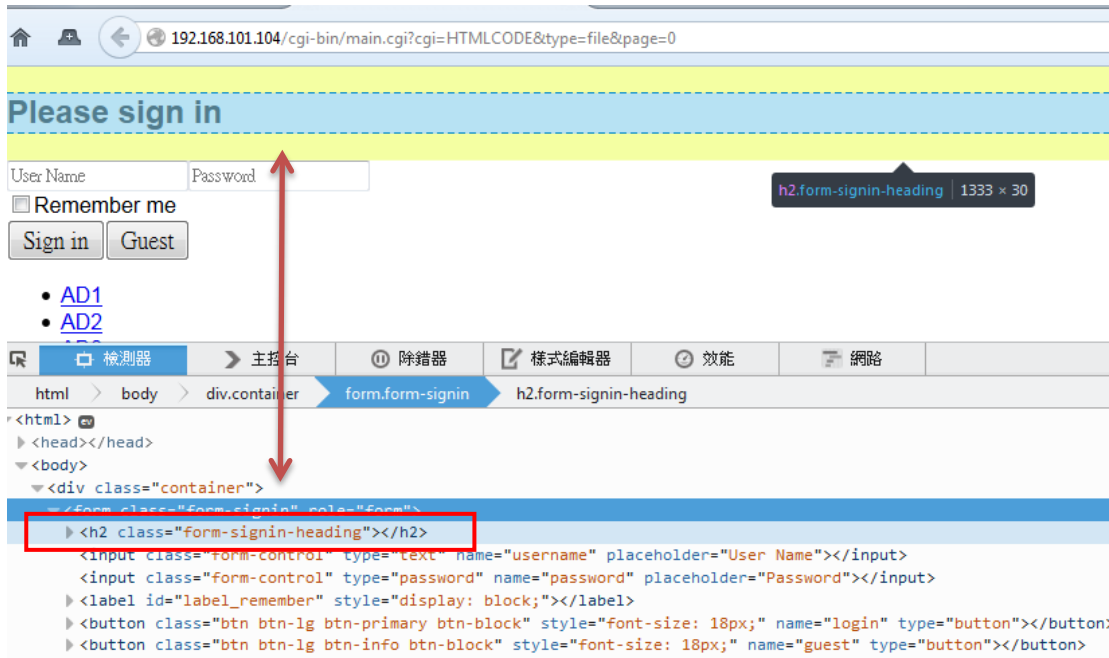 192.168.101.104/cgi-bin/main.cgi?cgi=HTMLCODE&type=file&page=0
Please sign in
User Name Password
h2.form-signin-heading 1333 × 30
Remember me
Sign in Guest
AD1
AD2
檢測器 主控台 除錯器 樣式編輯器 效能 網路
html body div.container form.form-signin h2.form-signin-heading
<html> ev
<head></head>
<body>
<div class="container">
<form class="form-signin" role="form">
<h2 class="form-signin-heading"></h2>
<input class="form-control" type="text" name="username" placeholder="User Name"></input>
<input class="form-control" type="password" name="password" placeholder="Password"></input>
<label id="label_remember" style="display: block;"></label>
<button class="btn btn-lg btn-primary btn-block" style="font-size: 18px;" name="login" type="button"></button>
<button class="btn btn-lg btn-info btn-block" style="font-size: 18px;" name="guest" type="button"></button>